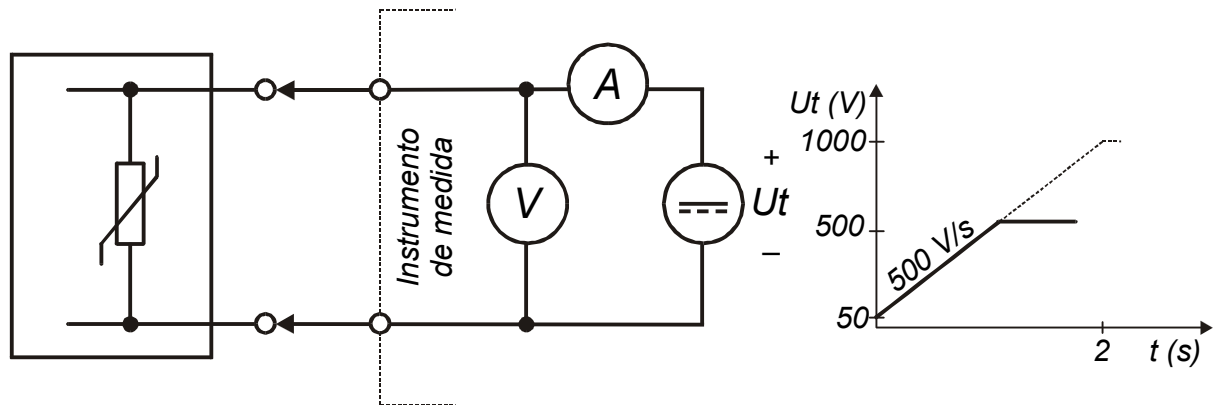 Instrumento
de medida
A
V
+
Ut
–
Ut (V)
1000
500
50
500 V/s
2
t (s)